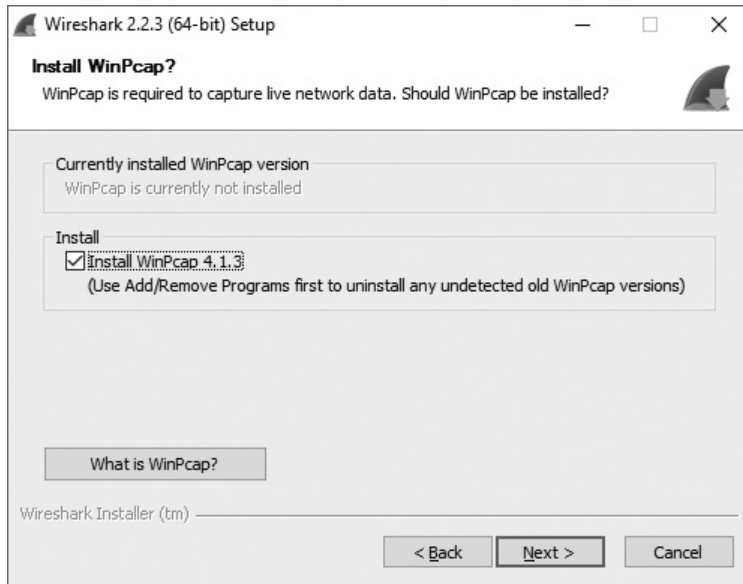 Wireshark 2.2.3 (64-bit) Setup
Install WinPcap?
WinPcap is required to capture live network data. Should WinPcap be installed?
Currently installed WinPcap version
WinPcap is currently not installed
Install
Install WinPcap 4.1.3
(Use Add/Remove Programs first to uninstall any undetected old WinPcap versions)
What is WinPcap?
Wireshark Installer (tm)
< Back
Next >
Cancel